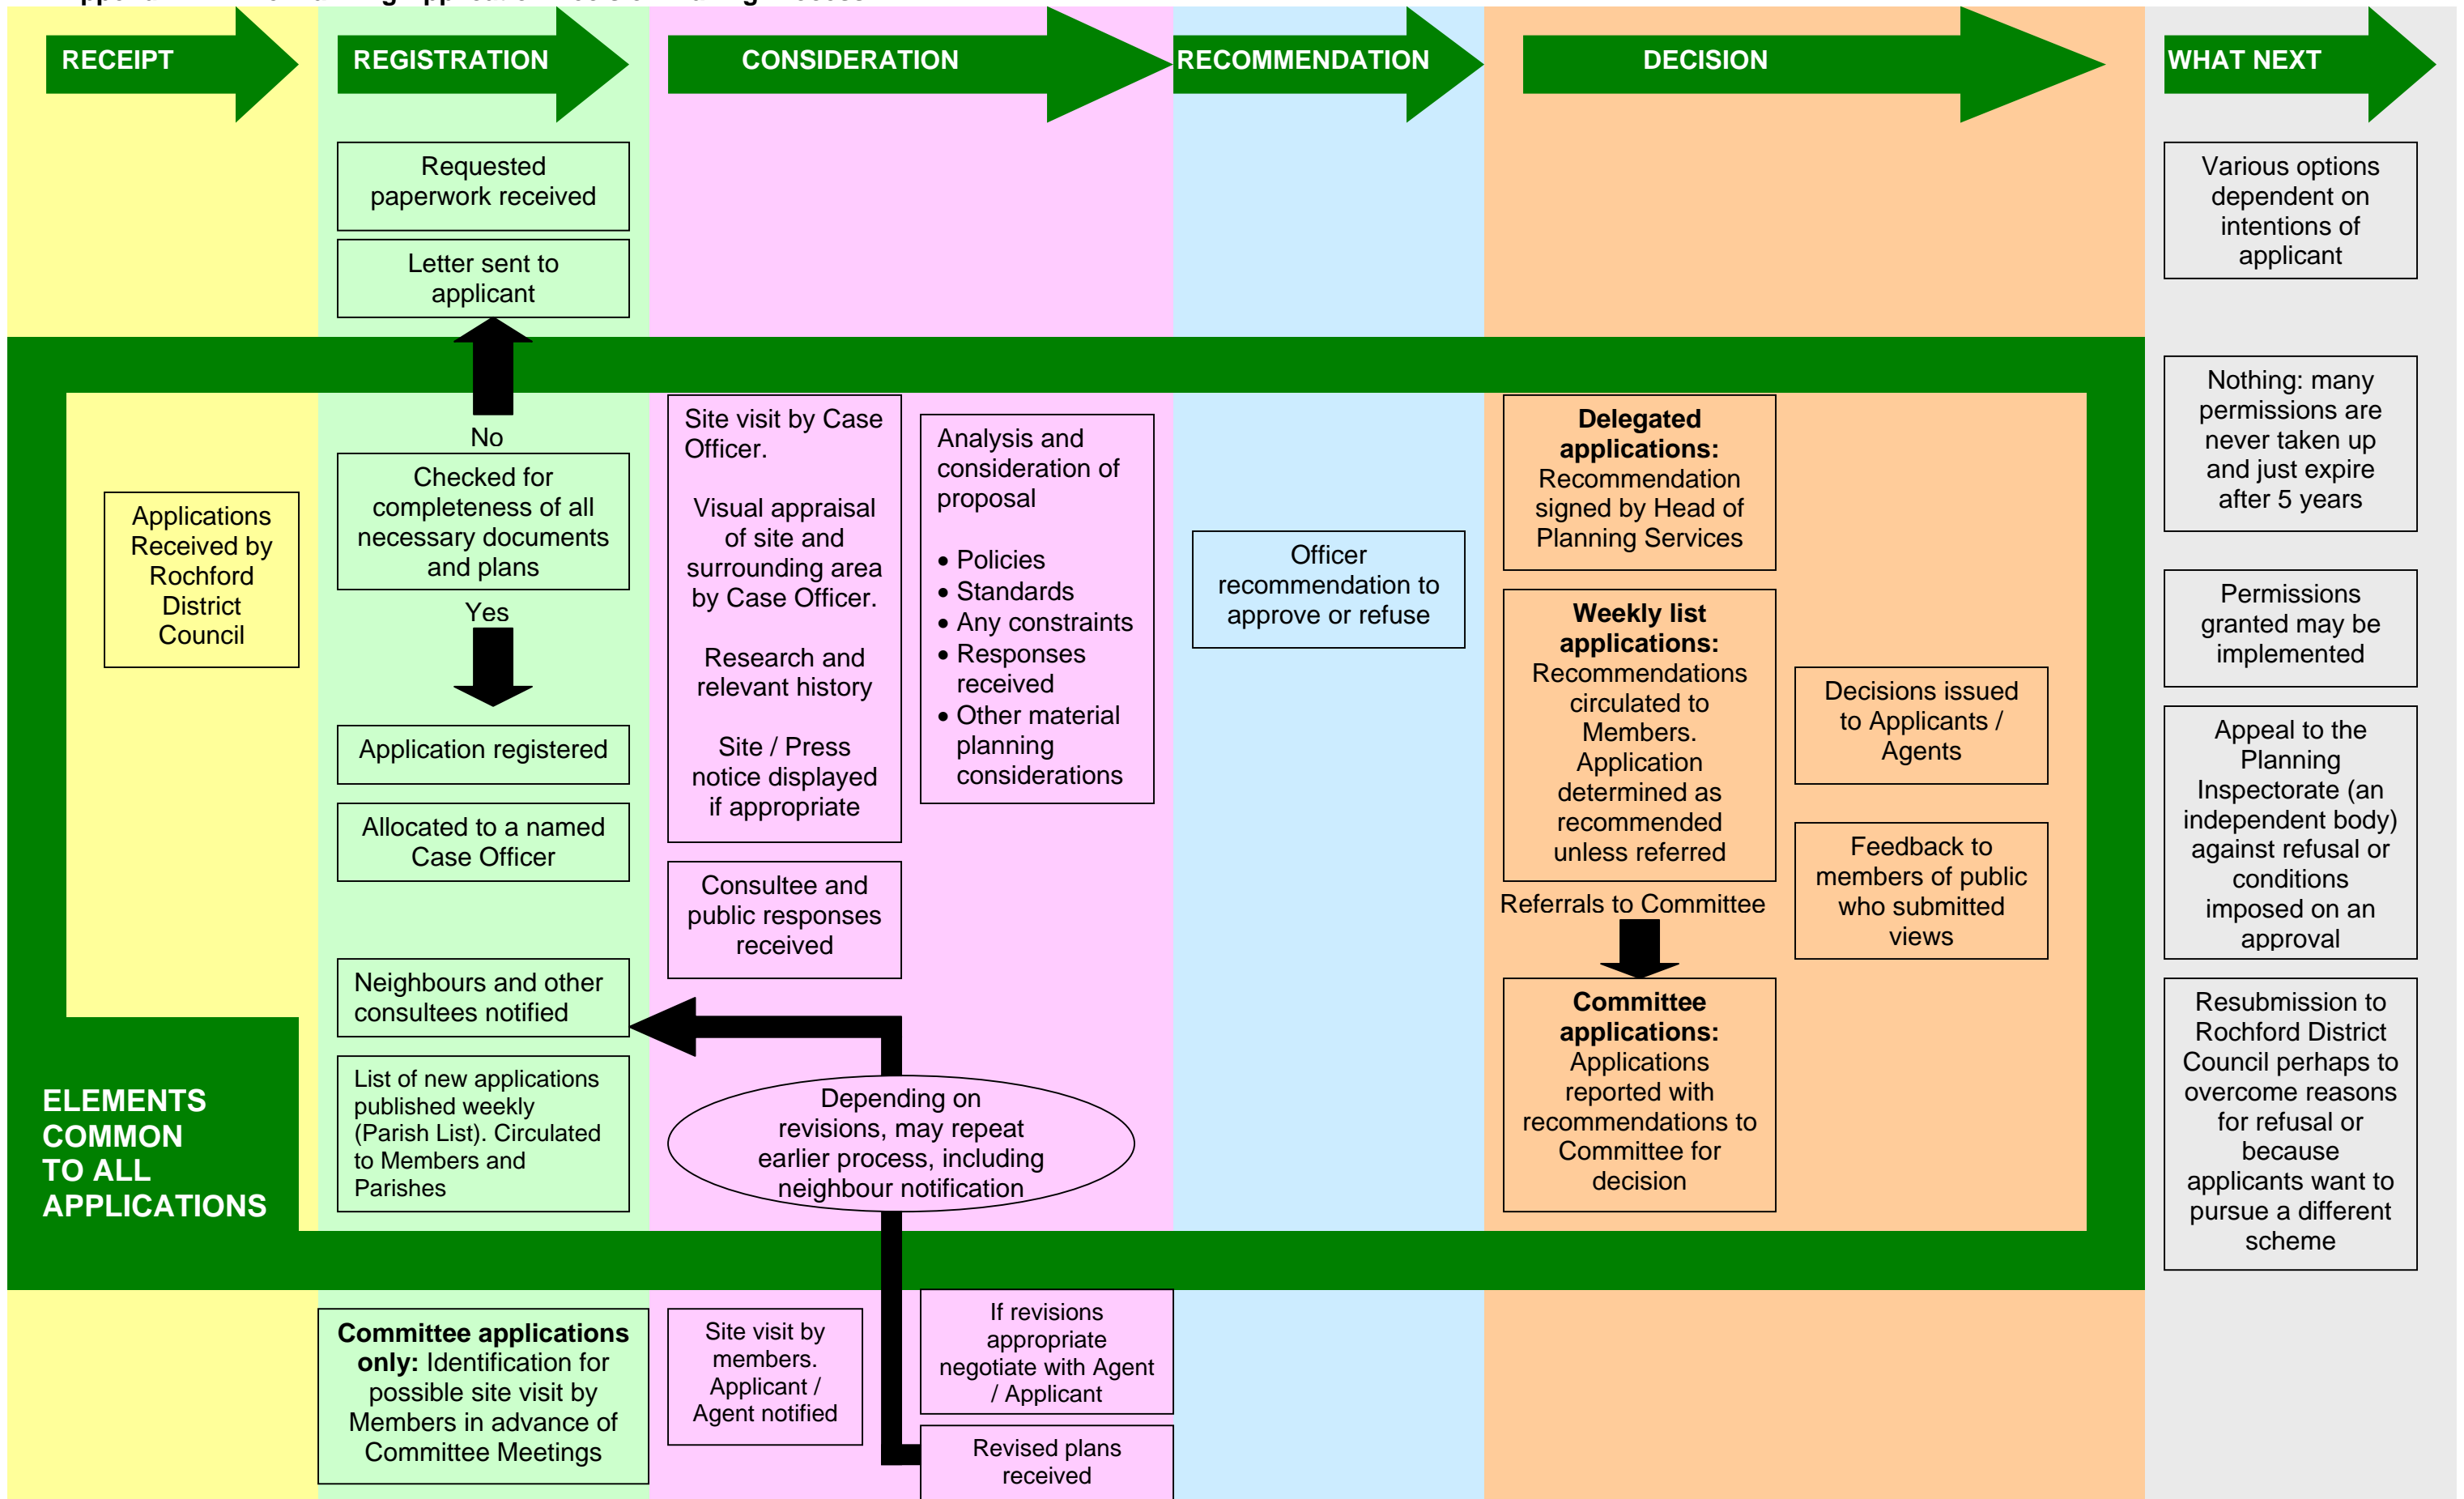 RECEIPT
REGISTRATION
CONSIDERATION
RECOMMENDATION
DECISION
WHAT NEXT
Requested
paperwork received
Letter sent to
applicant
No
Checked for
completeness of all
necessary documents
and plans
Yes
Applications
Received by
Rochford
District
Council
Application registered
Allocated to a named
Case Officer
Neighbours and other
consultees notified
List of new applications
published weekly
(Parish List). Circulated
to Members and
Parishes
ELEMENTS
COMMON
TO ALL
APPLICATIONS
Committee applications
only: Identification for
possible site visit by
Members in advance of
Committee Meetings
Site visit by Case
Officer.
Visual appraisal
of site and
surrounding area
by Case Officer.
Research and
relevant history
Site / Press
notice displayed
if appropriate
Consultee and
public responses
received
Analysis and
consideration of
proposal
• Policies
• Standards
• Any constraints
• Responses
received
• Other material
planning
considerations
Depending on
revisions, may repeat
earlier process, including
neighbour notification
Site visit by
members.
Applicant /
Agent notified
If revisions
appropriate
negotiate with Agent
/ Applicant
Revised plans
received
Officer
recommendation to
approve or refuse
Delegated
applications:
Recommendation
signed by Head of
Planning Services
Weekly list
applications:
Recommendations
circulated to
Members.
Application
determined as
recommended
unless referred
Referrals to Committee
Committee
applications:
Applications
reported with
recommendations to
Committee for
decision
Decisions issued
to Applicants /
Agents
Feedback to
members of public
who submitted
views
Various options
dependent on
intentions of
applicant
Nothing: many
permissions are
never taken up
and just expire
after 5 years
Permissions
granted may be
implemented
Appeal to the
Planning
Inspectorate (an
independent body)
against refusal or
conditions
imposed on an
approval
Resubmission to
Rochford District
Council perhaps to
overcome reasons
for refusal or
because
applicants want to
pursue a different
scheme